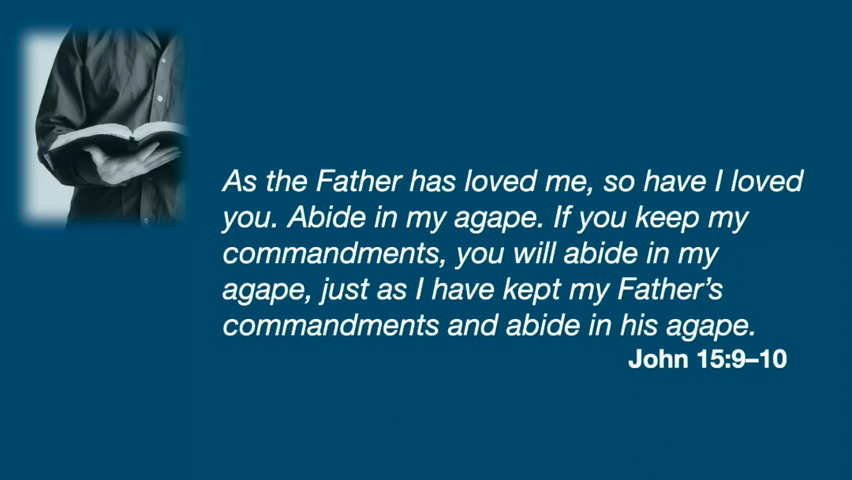 As the Father has loved me, so have I loved
you. Abide in my agape. If you keep my
commandments, you will abide in my
agape, just as I have kept my Father’s
commandments and abide in his agape.
John 15:9–10